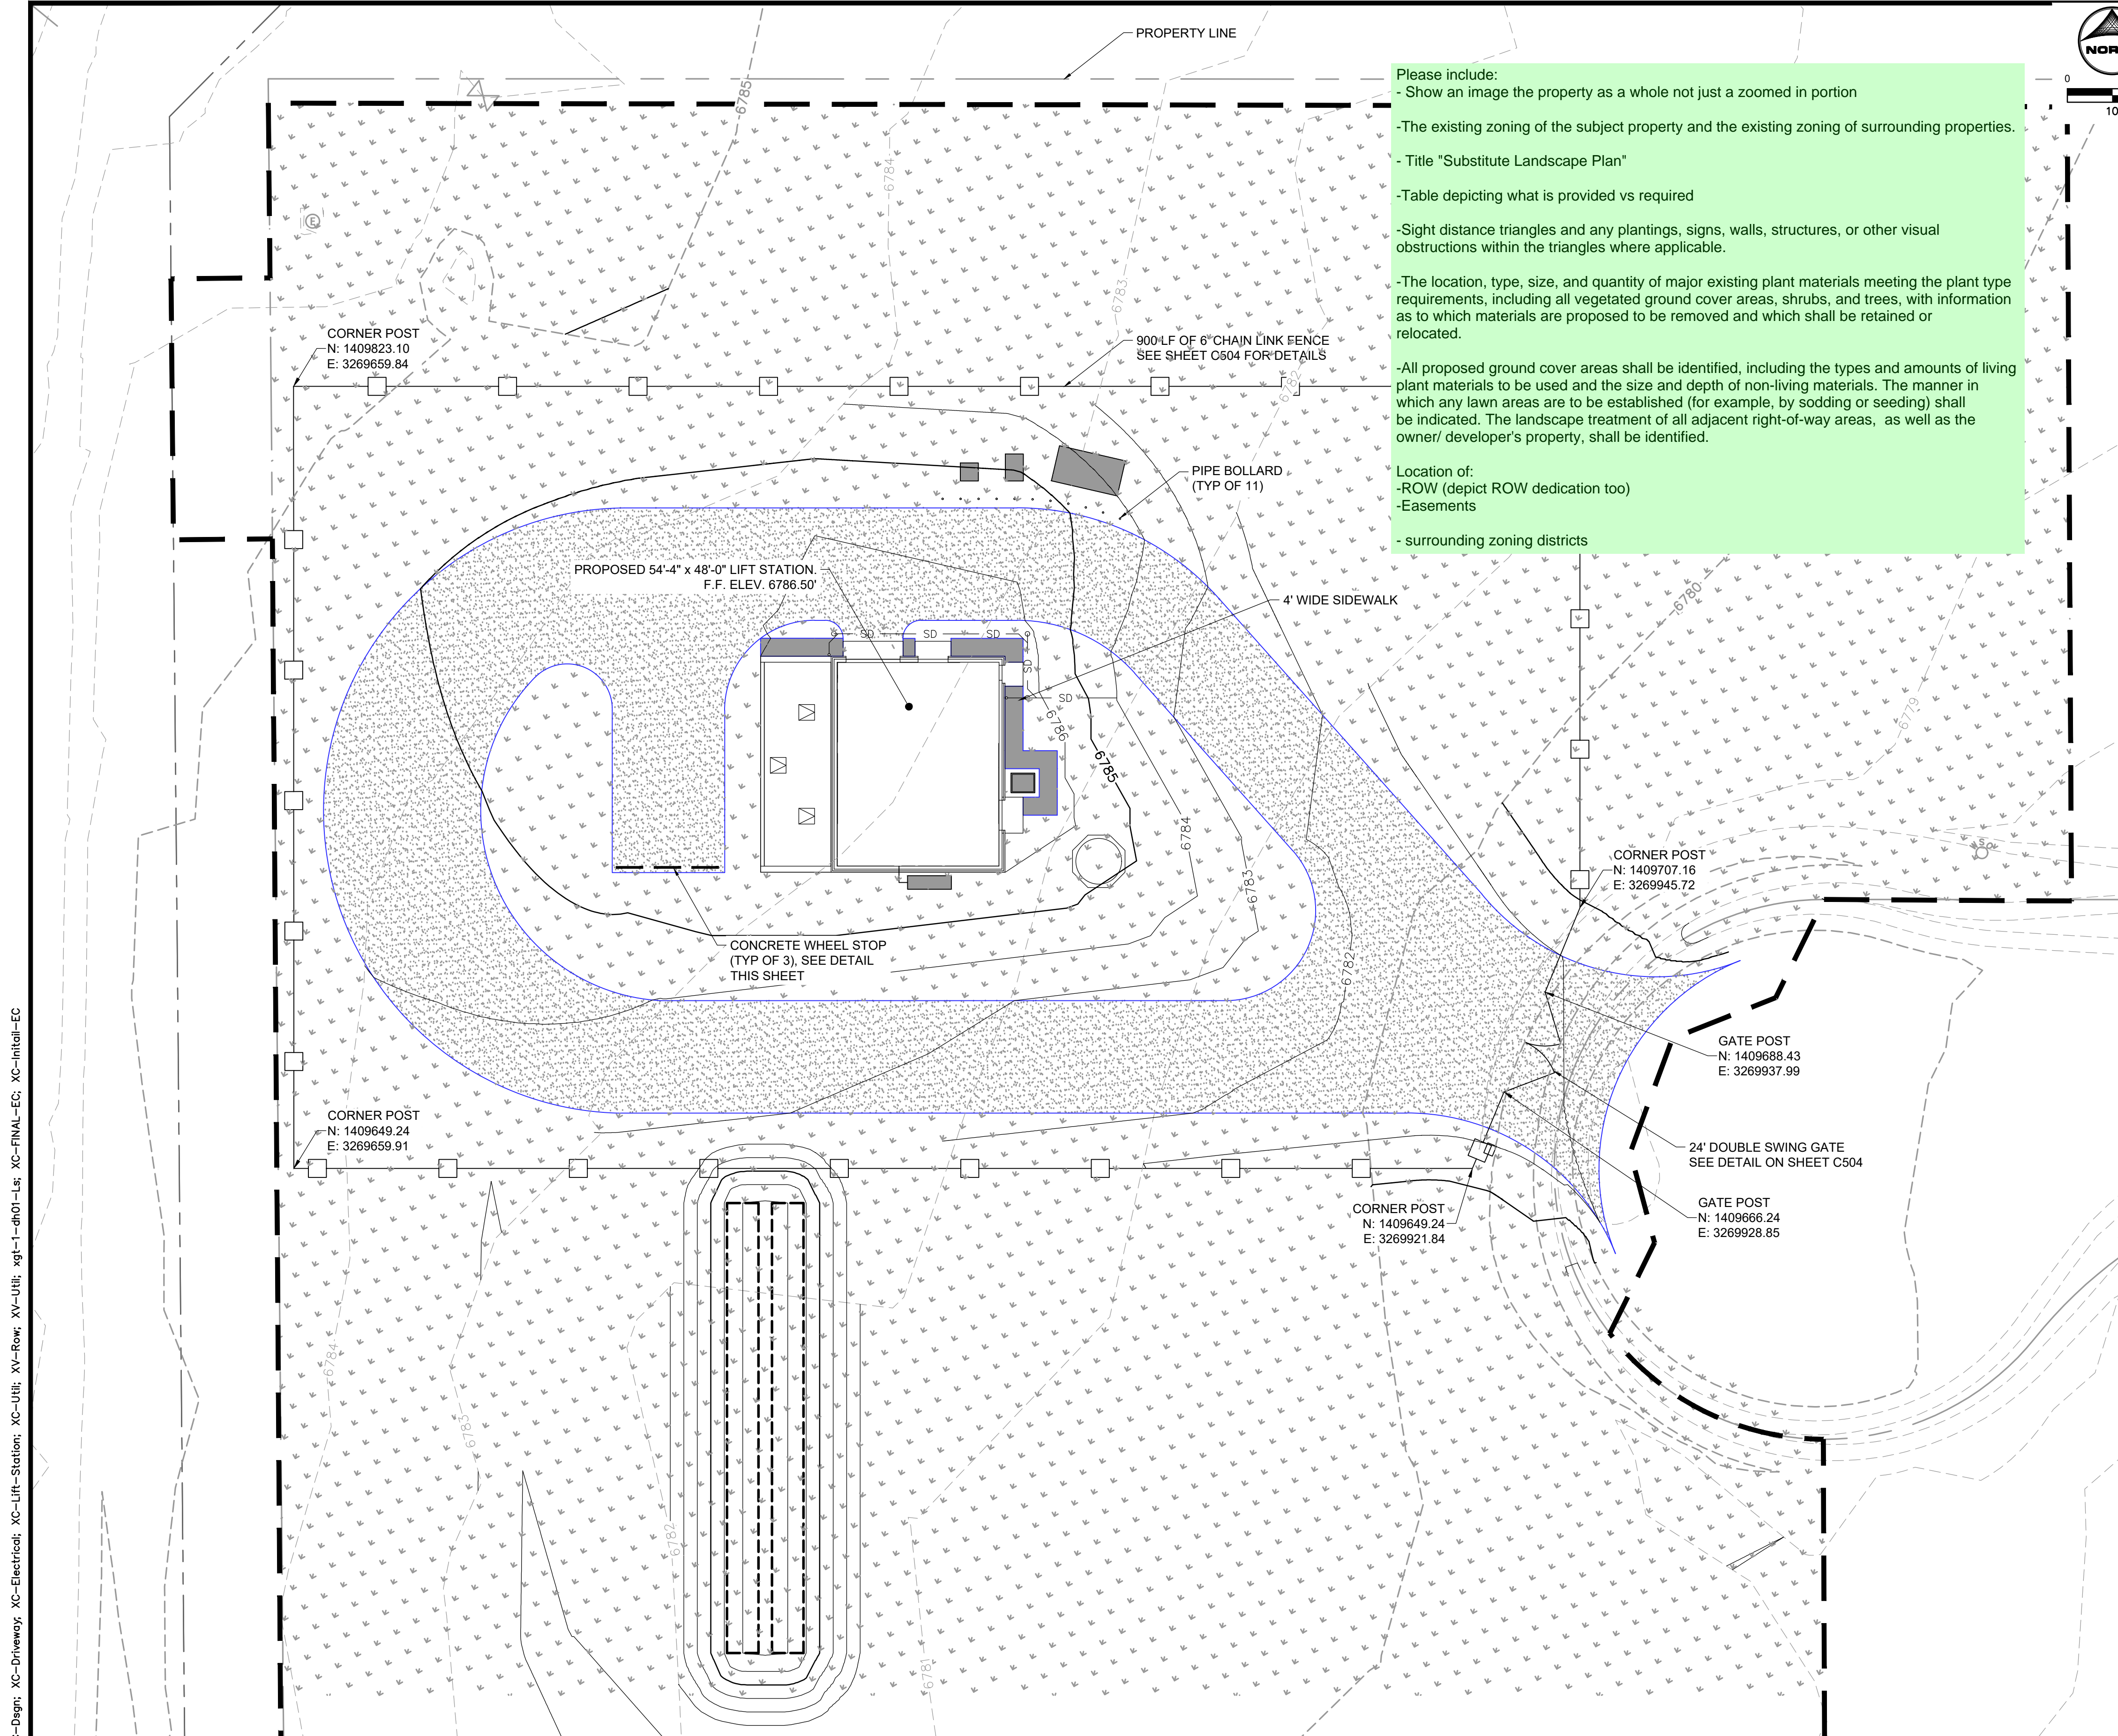 PROPERTY LINE
0
10
Please include:
- Show an image the property as a whole not just a zoomed in portion
-The existing zoning of the subject property and the existing zoning of surrounding properties.
- Title "Substitute Landscape Plan"
-Table depicting what is provided vs required
-Sight distance triangles and any plantings, signs, walls, structures, or other visual
obstructions within the triangles where applicable.
-The location, type, size, and quantity of major existing plant materials meeting the plant type
requirements, including all vegetated ground cover areas, shrubs, and trees, with information
as to which materials are proposed to be removed and which shall be retained or
relocated.
-All proposed ground cover areas shall be identified, including the types and amounts of living
plant materials to be used and the size and depth of non-living materials. The manner in
which any lawn areas are to be established (for example, by sodding or seeding) shall
be indicated. The landscape treatment of all adjacent right-of-way areas, as well as the
owner/ developer's property, shall be identified.
Location of:
-ROW (depict ROW dedication too)
-Easements
- surrounding zoning districts
6785
6784
6783
E
CORNER POST
N: 1409823.10
E: 3269659.84
900 LF OF 6' CHAIN LINK FENCE
SEE SHEET C504 FOR DETAILS
6782
PIPE BOLLARD
(TYP OF 11)
PROPOSED 54'-4" x 48'-0" LIFT STATION.
F.F. ELEV. 6786.50'
4' WIDE SIDEWALK
6780
6779
SD
SD
SD
SD
SD
6786
6785
6784
6783
6782
CORNER POST
N: 1409707.16
E: 3269945.72
CONCRETE WHEEL STOP
(TYP OF 3), SEE DETAIL
THIS SHEET
GATE POST
N: 1409688.43
E: 3269937.99
CORNER POST
N: 1409649.24
E: 3269659.91
24' DOUBLE SWING GATE
SEE DETAIL ON SHEET C504
CORNER POST
N: 1409649.24
E: 3269921.84
GATE POST
N: 1409666.24
E: 3269928.85
6784
6783
6782
6781
-Dsgn; XC-Driveway; XC-Electrical; XC-Lift-Station; XC-Util; XV-Row; XV-Util; xgt-1-dh01-Ls; XC-FINAL-EC; XC-Initail-EC